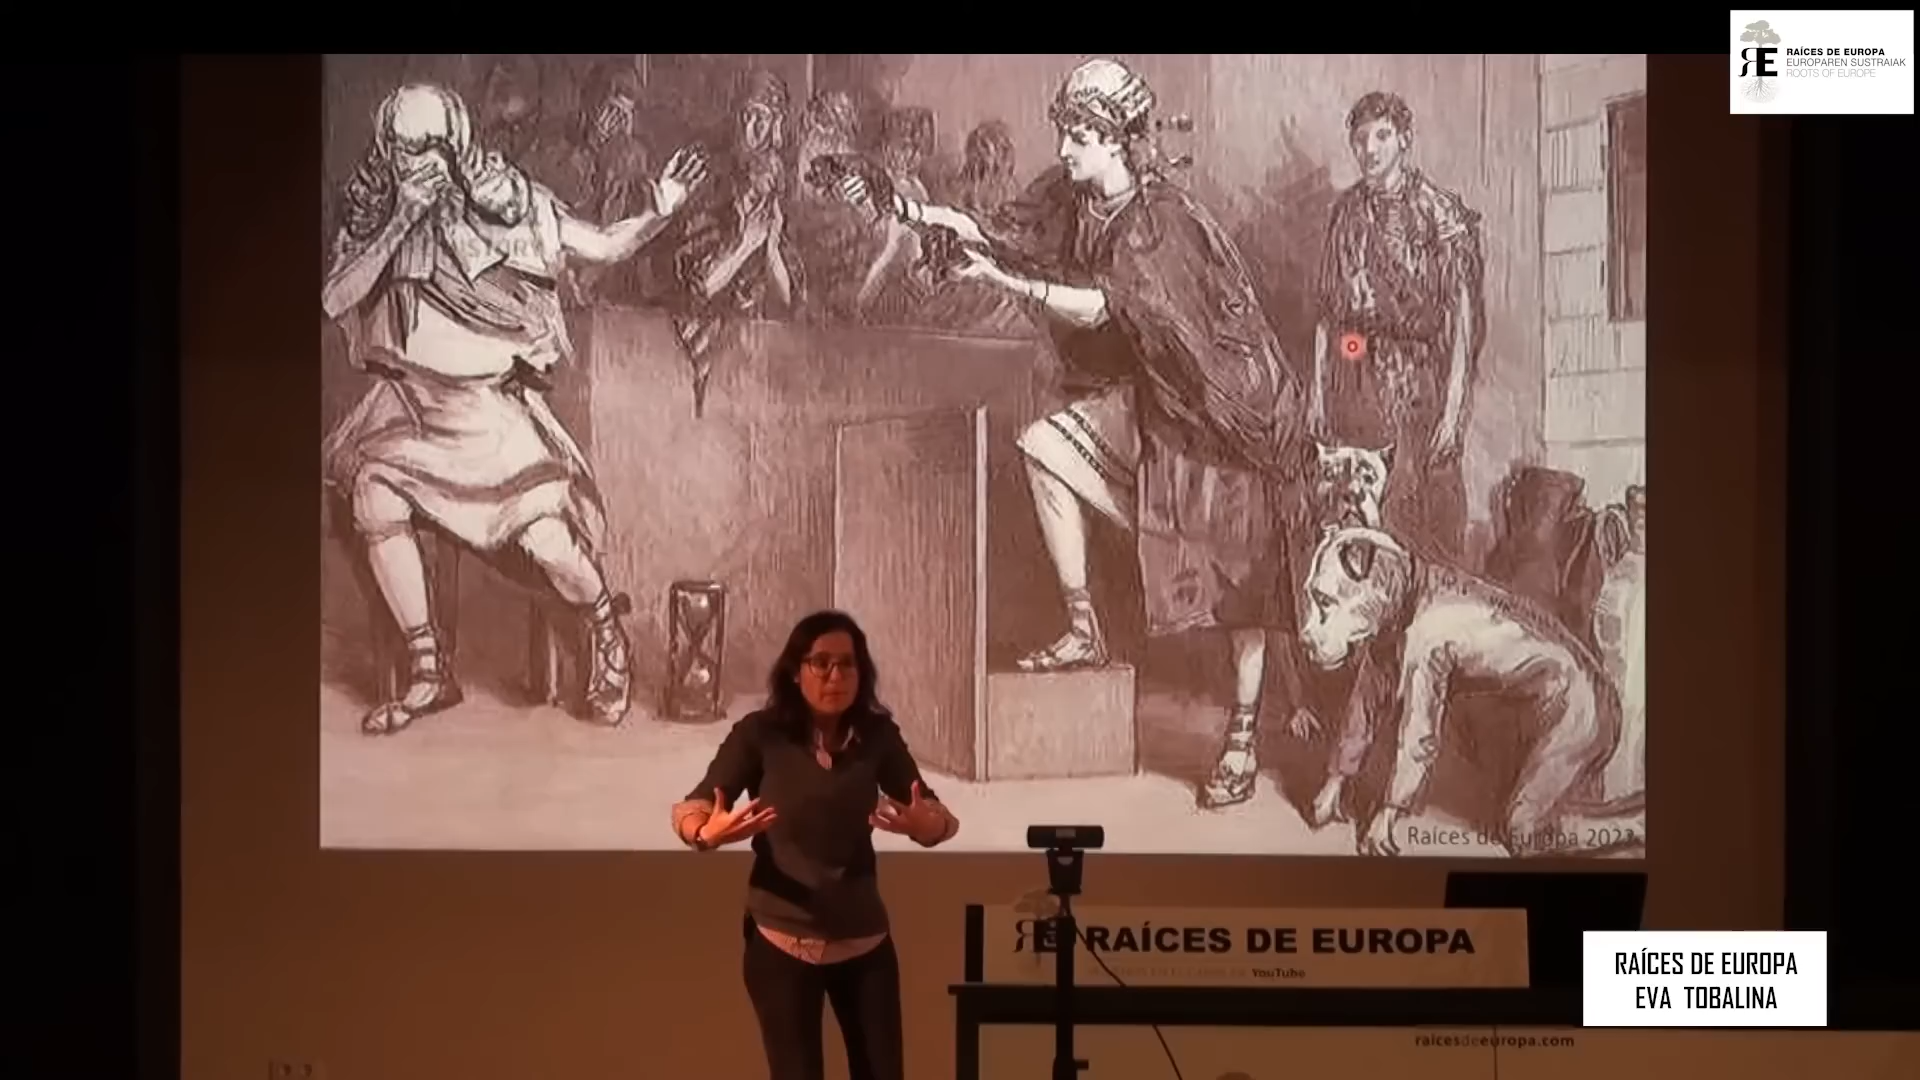 RAÍCES DE EUROPA
EUROPAREN SUSTRAIAK
ROOTS OF EUROPE
Raíces de Europa 2023
RE RAÍCES DE EUROPA
YouTube
RAÍCES DE EUROPA
EVA TOBALINA
raicesdeeuropa.com